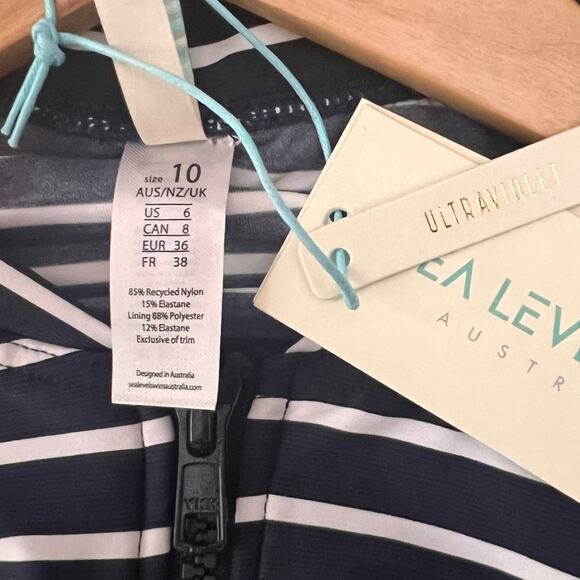 size 10
AUS/NZ/UK
US 6
CAN 8
EUR 36
FR 38
85% Recycled Nylon
15% Elastane
Lining 88% Polyester
12% Elastane
Exclusive of trim
Designed in Australia
sealevelswimaustralia.com
ULTRAVIOLET
EA LEVE
AUSTR